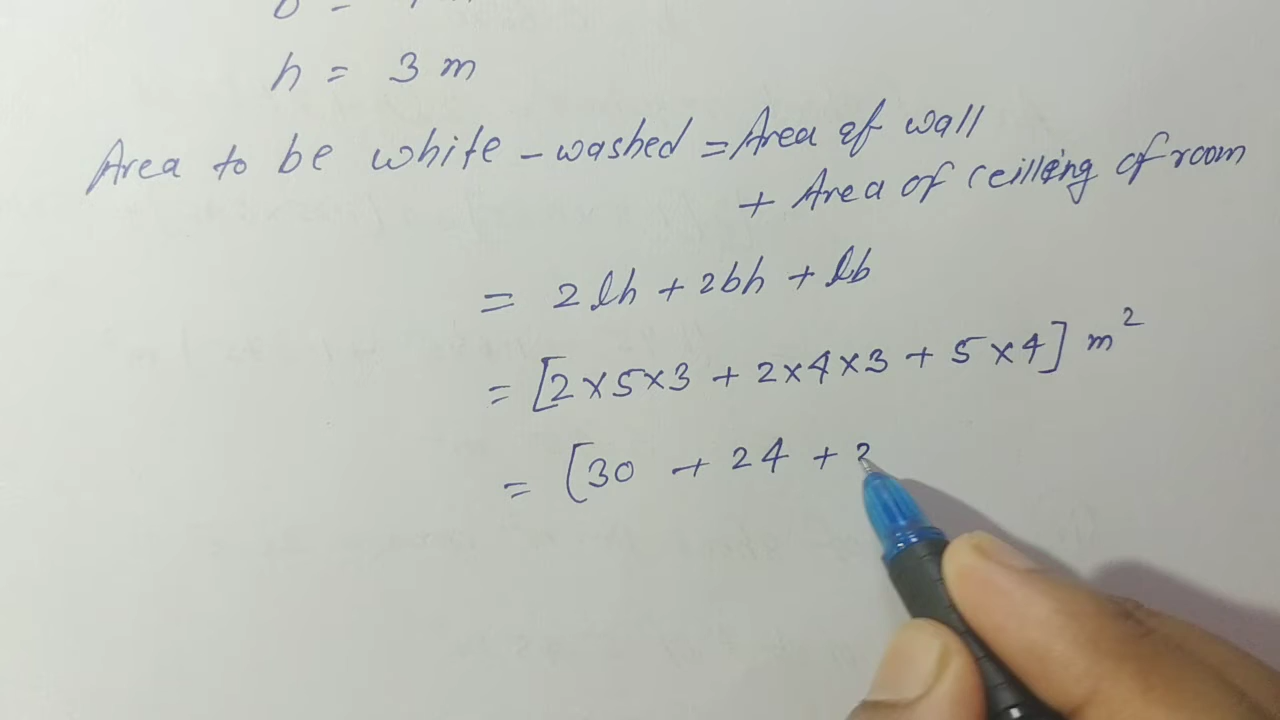 h = 3 m
Area to be white - washed = Area of wall
+ Area of ceilling of room
= 2lh + 2bh + lb
= [2×5×3 + 2×4×3 + 5×4] m²
= [30 + 24 + 2